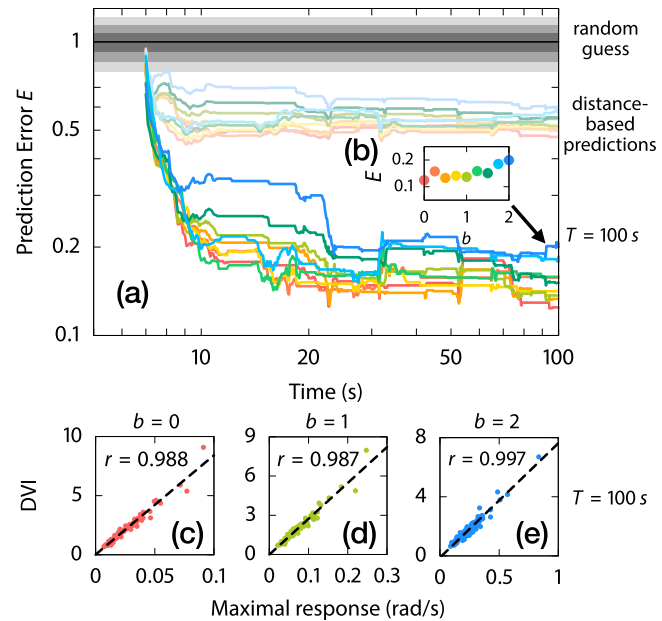 1
0.5
0.2
0.1
Prediction Error E
random
guess
distance-
based
predictions
(b)
E
0.2
0.1
0
1
2
b
T = 100 s
(a)
10
20
50
100
Time (s)
b = 0
b = 1
b = 2
10
5
0
DVI
r = 0.988
(c)
0
0.05
0.1
9
6
3
0
r = 0.987
(d)
0
0.1
0.2
0.3
8
4
0
r = 0.997
(e)
0
0.5
1
T = 100 s
Maximal response (rad/s)